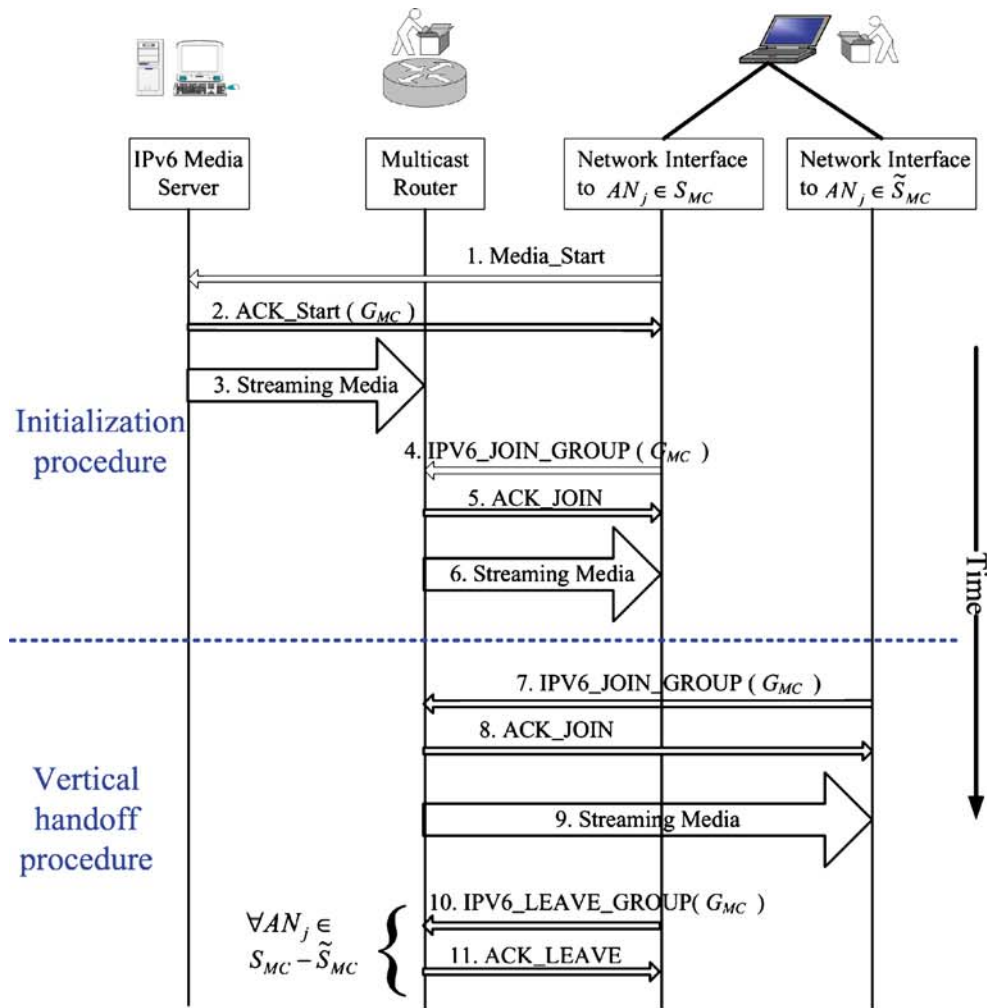 IPv6 Media
Server
Multicast
Router
Network Interface
to AN_j ∈ S_MC
Network Interface
to AN_j ∈ S̃_MC
1. Media_Start
2. ACK_Start ( G_MC )
3. Streaming Media
Initialization
procedure
4. IPV6_JOIN_GROUP ( G_MC )
5. ACK_JOIN
6. Streaming Media
Time
7. IPV6_JOIN_GROUP ( G_MC )
8. ACK_JOIN
Vertical
handoff
procedure
9. Streaming Media
10. IPV6_LEAVE_GROUP( G_MC )
∀AN_j ∈
S_MC – S̃_MC
11. ACK_LEAVE